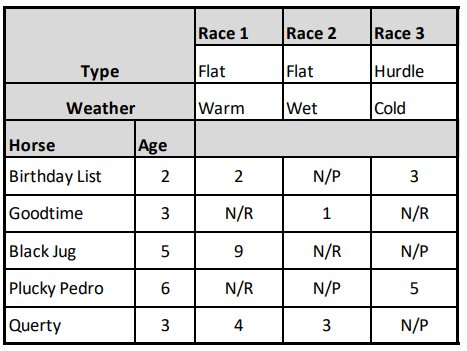 Race 1 Race 2 Race 3
Type Flat Flat Hurdle
Weather Warm Wet Cold
Horse Age
Birthday List 2 2 N/P 3
Goodtime 3 N/R 1 N/R
Black Jug 5 9 N/R N/P
Plucky Pedro 6 N/R N/P 5
Querty 3 4 3 N/P